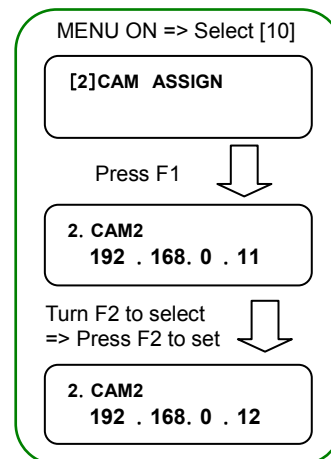 MENU ON => Select [10]
[2]CAM ASSIGN
Press F1
2. CAM2
192 . 168. 0 . 11
Turn F2 to select
=> Press F2 to set
2. CAM2
192 . 168. 0 . 12